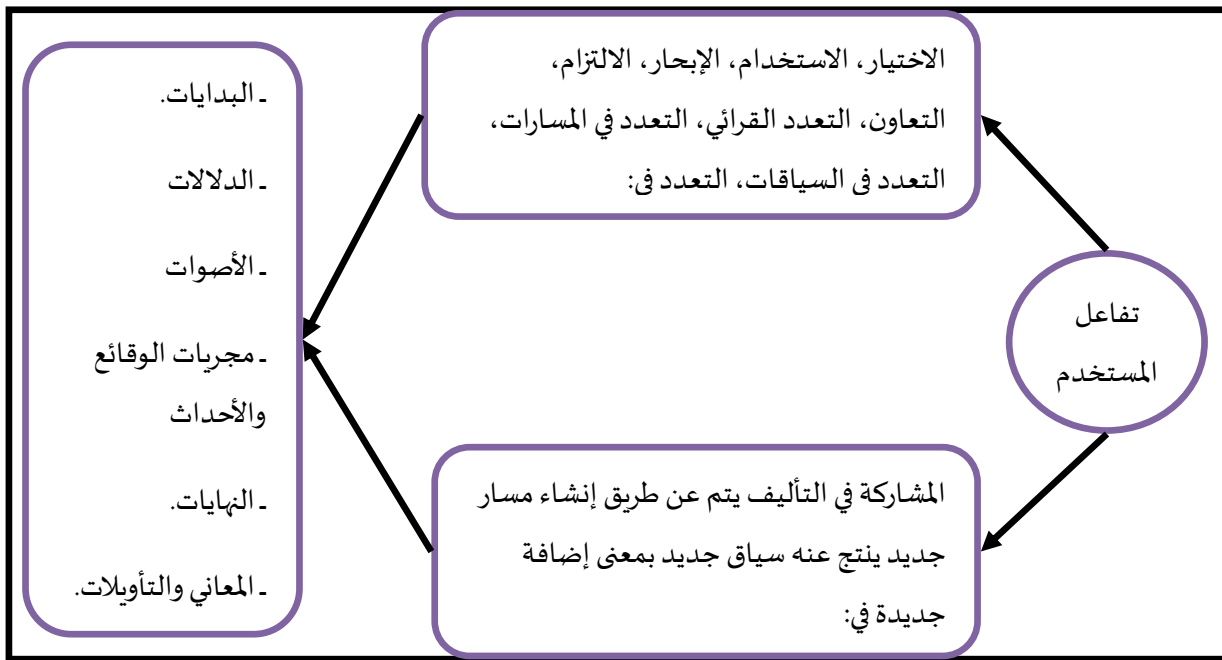 تفاعل
المستخدم
الاختيار، الاستخدام، الإبحار، الالتزام،
التعاون، التعدد القرائي، التعدد في المسارات،
التعدد في السياقات، التعدد في:
المشاركة في التأليف يتم عن طريق إنشاء مسار
جديد ينتج عنه سياق جديد بمعنى إضافة
جديدة في:
ـ البدايات.
ـ الدلالات
ـ الأصوات
ـ مجريات الوقائع
والأحداث
ـ النهايات.
ـ المعاني والتأويلات.